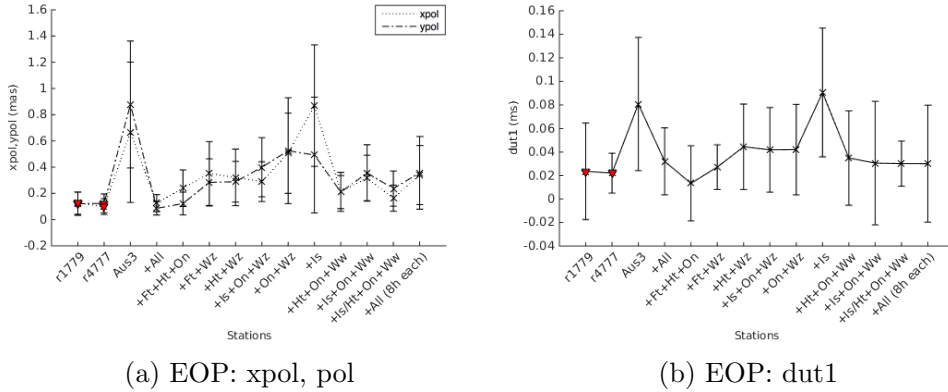 1.6
1.4
1.2
1
0.8
0.6
0.4
0.2
0
-0.2
xpol,ypol (mas)
xpol
ypol
r1779
r4777
Aus3
+All
+Ft+Ht+On
+Ft+Wz
+Ht+Wz
+Is+On+Wz
+On+Wz
+Is
+Ht+On+Ww
+Is+On+Ww
+Is/Ht+On+Ww
+All (8h each)
Stations
(a) EOP: xpol, pol
0.16
0.14
0.12
0.1
0.08
0.06
0.04
0.02
0
-0.02
-0.04
dut1 (ms)
r1779
r4777
Aus3
+All
+Ft+Ht+On
+Ft+Wz
+Ht+Wz
+Is+On+Wz
+On+Wz
+Is
+Ht+On+Ww
+Is+On+Ww
+Is/Ht+On+Ww
+All (8h each)
Stations
(b) EOP: dut1